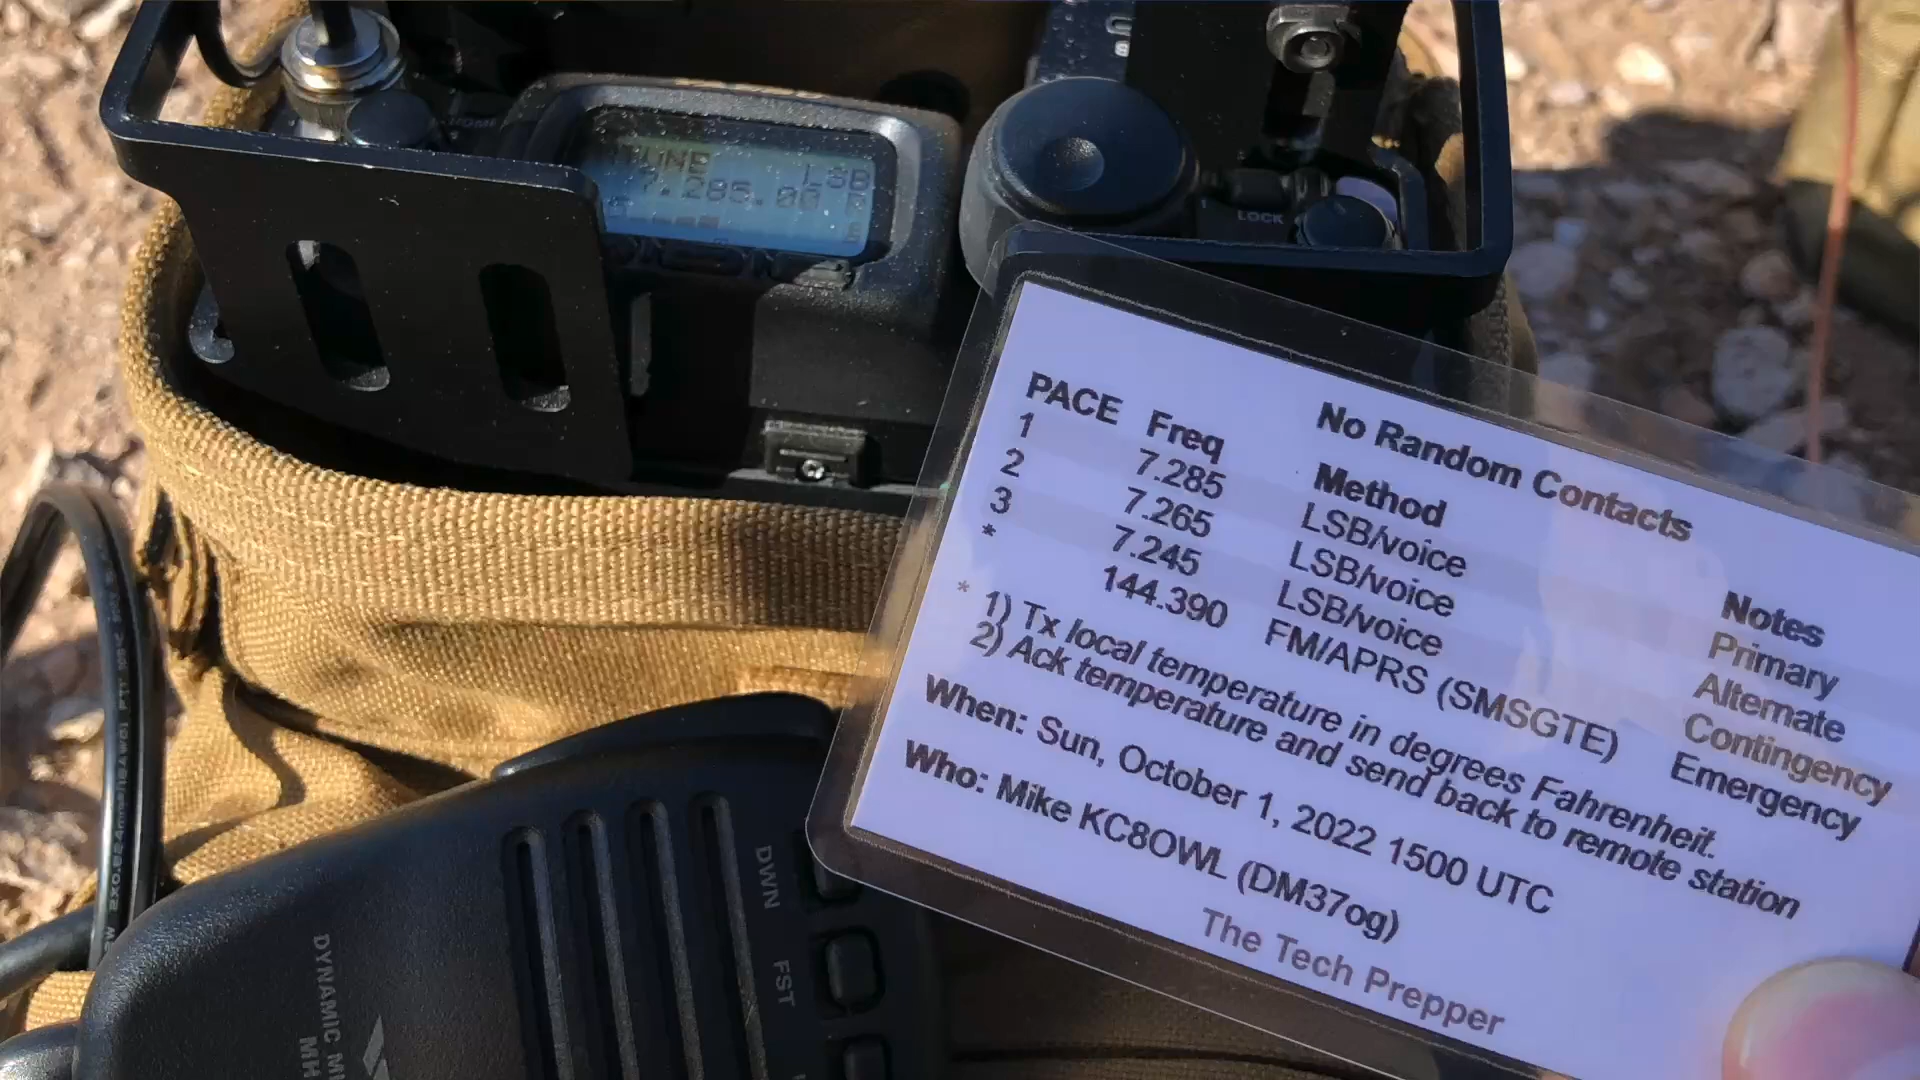 HOME
TUNE LSB
7.285.00
LOCK
No Random Contacts
PACE Freq Method Notes
1 7.285 LSB/voice Primary
2 7.265 LSB/voice Alternate
3 7.245 LSB/voice Contingency
* 144.390 FM/APRS (SMSGTE) Emergency
* 1) Tx local temperature in degrees Fahrenheit.
2) Ack temperature and send back to remote station
When: Sun, October 1, 2022 1500 UTC
Who: Mike KC8OWL (DM37og)
The Tech Prepper
DWN
FST
DYNAMIC MI
MH